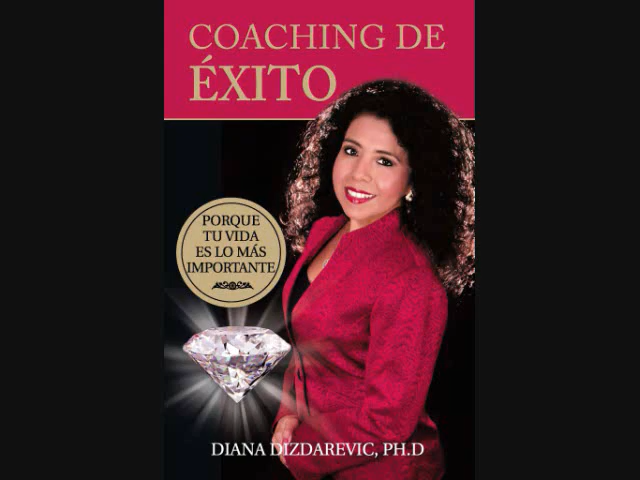 COACHING DE
ÉXITO
PORQUE
TU VIDA
ES LO MÁS
IMPORTANTE
DIANA DIZDAREVIC, PH.D